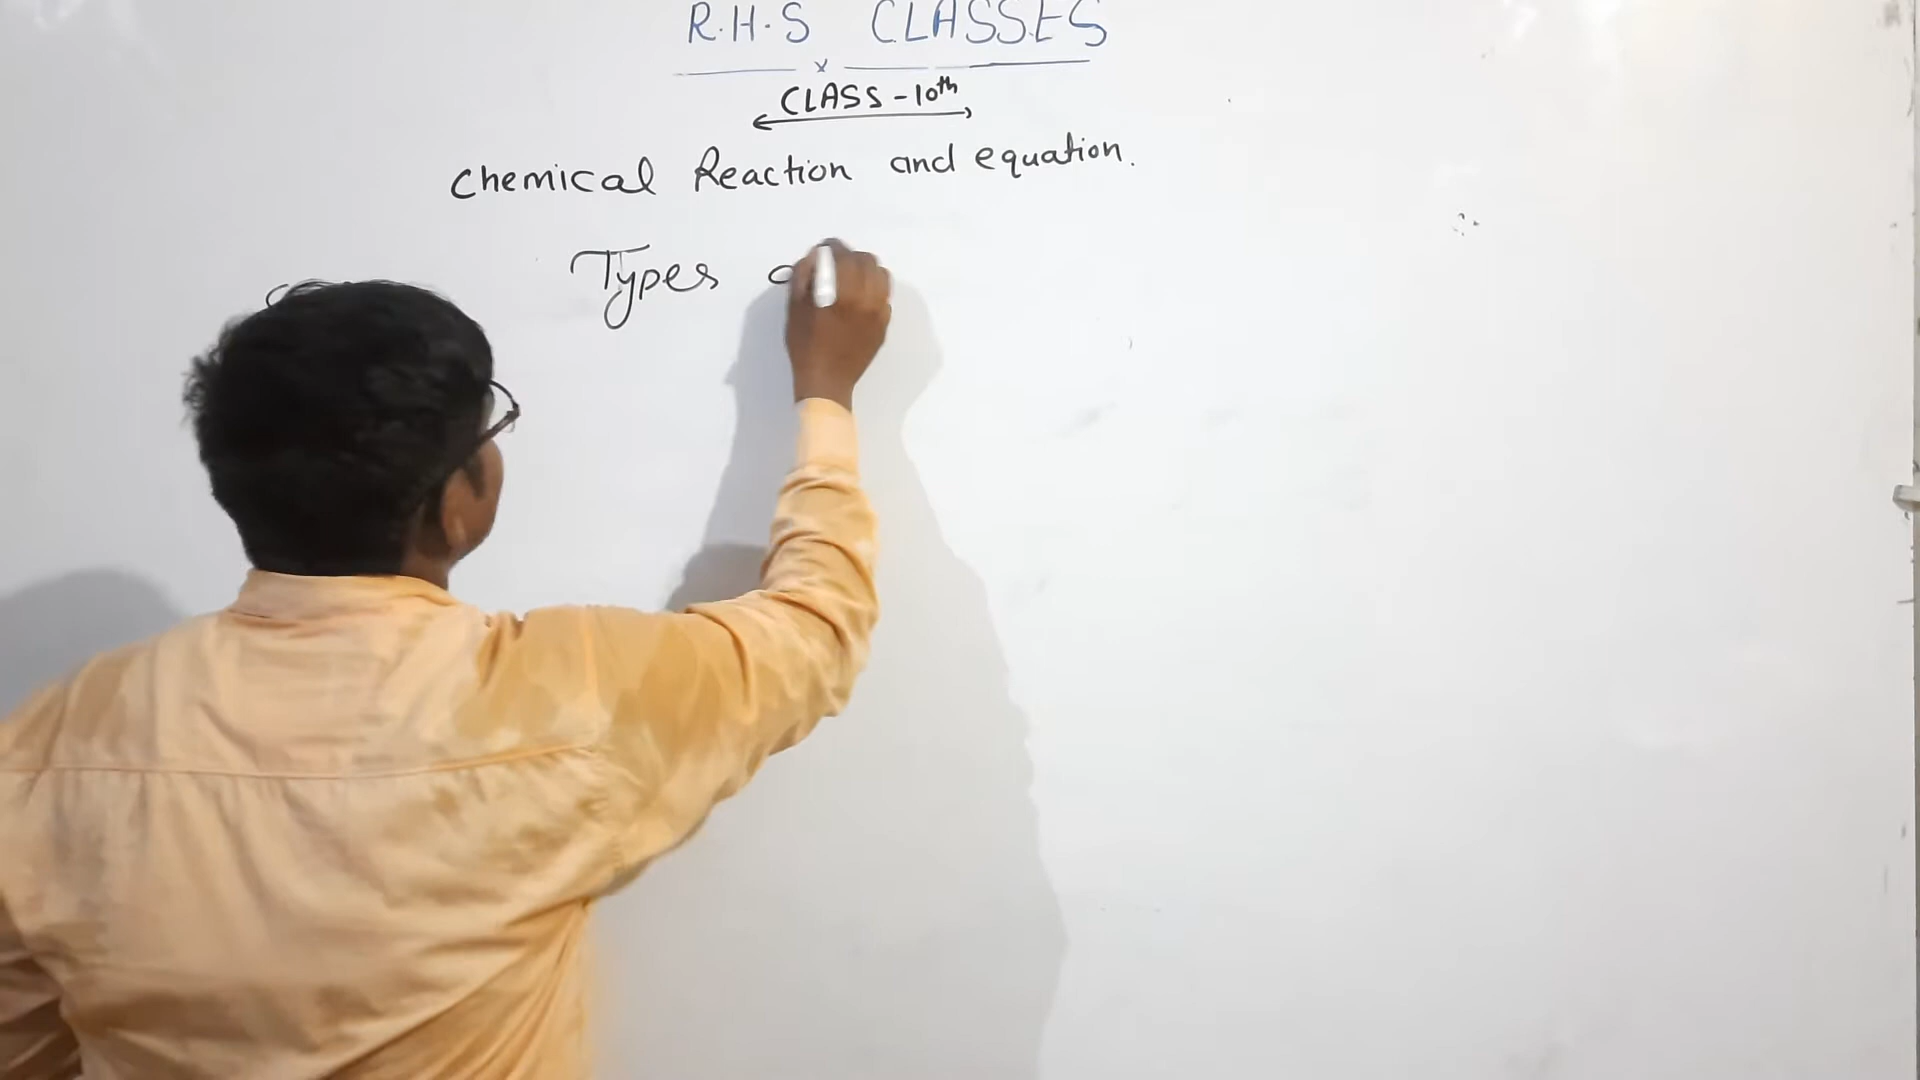 R.H.S CLASSES
CLASS-10th
Chemical Reaction and equation.
Types